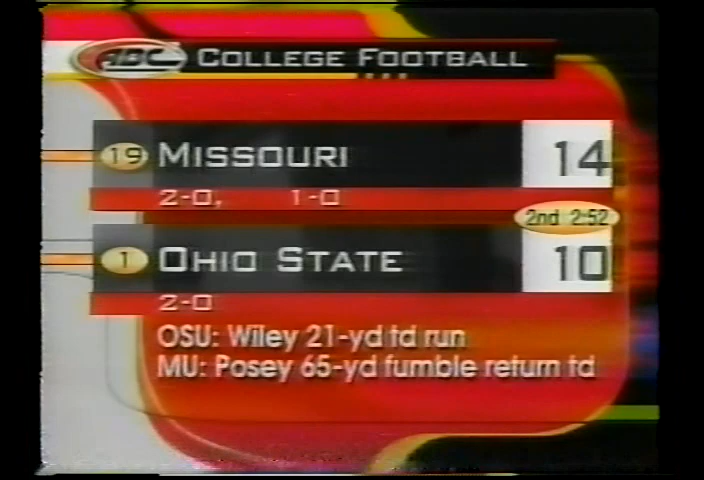 ABC COLLEGE FOOTBALL
19 MISSOURI 14
2-0, 1-0
2nd 2:52
1 OHIO STATE 10
2-0
OSU: Wiley 21-yd td run
MU: Posey 65-yd fumble return td